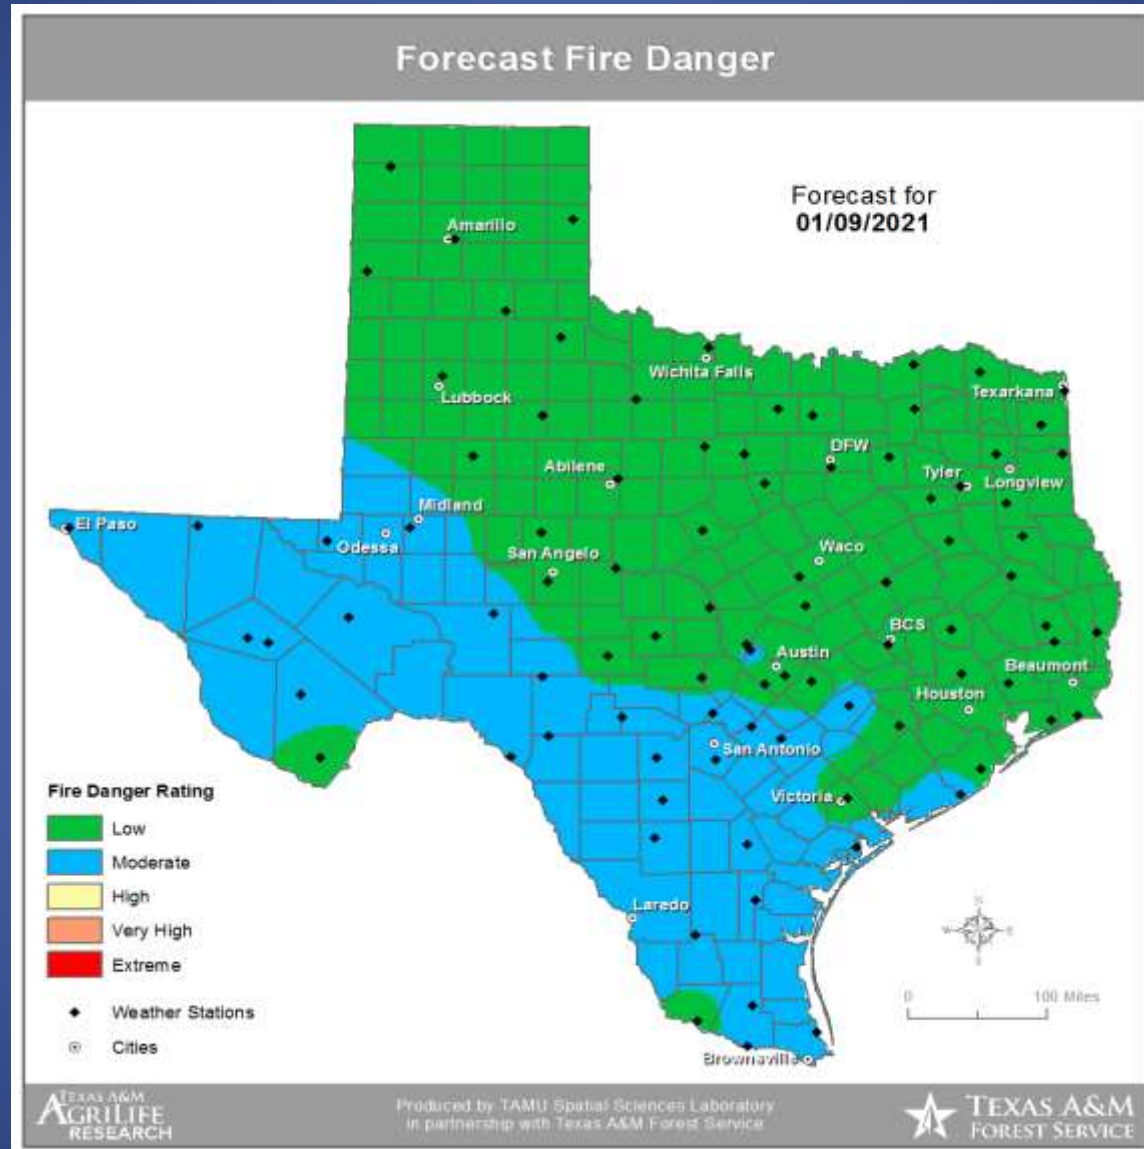 Forecast Fire Danger
Forecast for
01/09/2021
Amarillo
Wichita Falls
Lubbock
Texarkana
DFW
Abilene
Tyler
Longview
Midland
El Paso
Odessa
San Angelo
Waco
BCS
Austin
Beaumont
Houston
San Antonio
Victoria
Laredo
Brownsville
Fire Danger Rating
Low
Moderate
High
Very High
Extreme
Weather Stations
Cities
N
W E
S
0 100 Miles
TEXAS A&M
AGRILIFE
RESEARCH
Produced by TAMU Spatial Sciences Laboratory
in partnership with Texas A&M Forest Service
TEXAS A&M
FOREST SERVICE